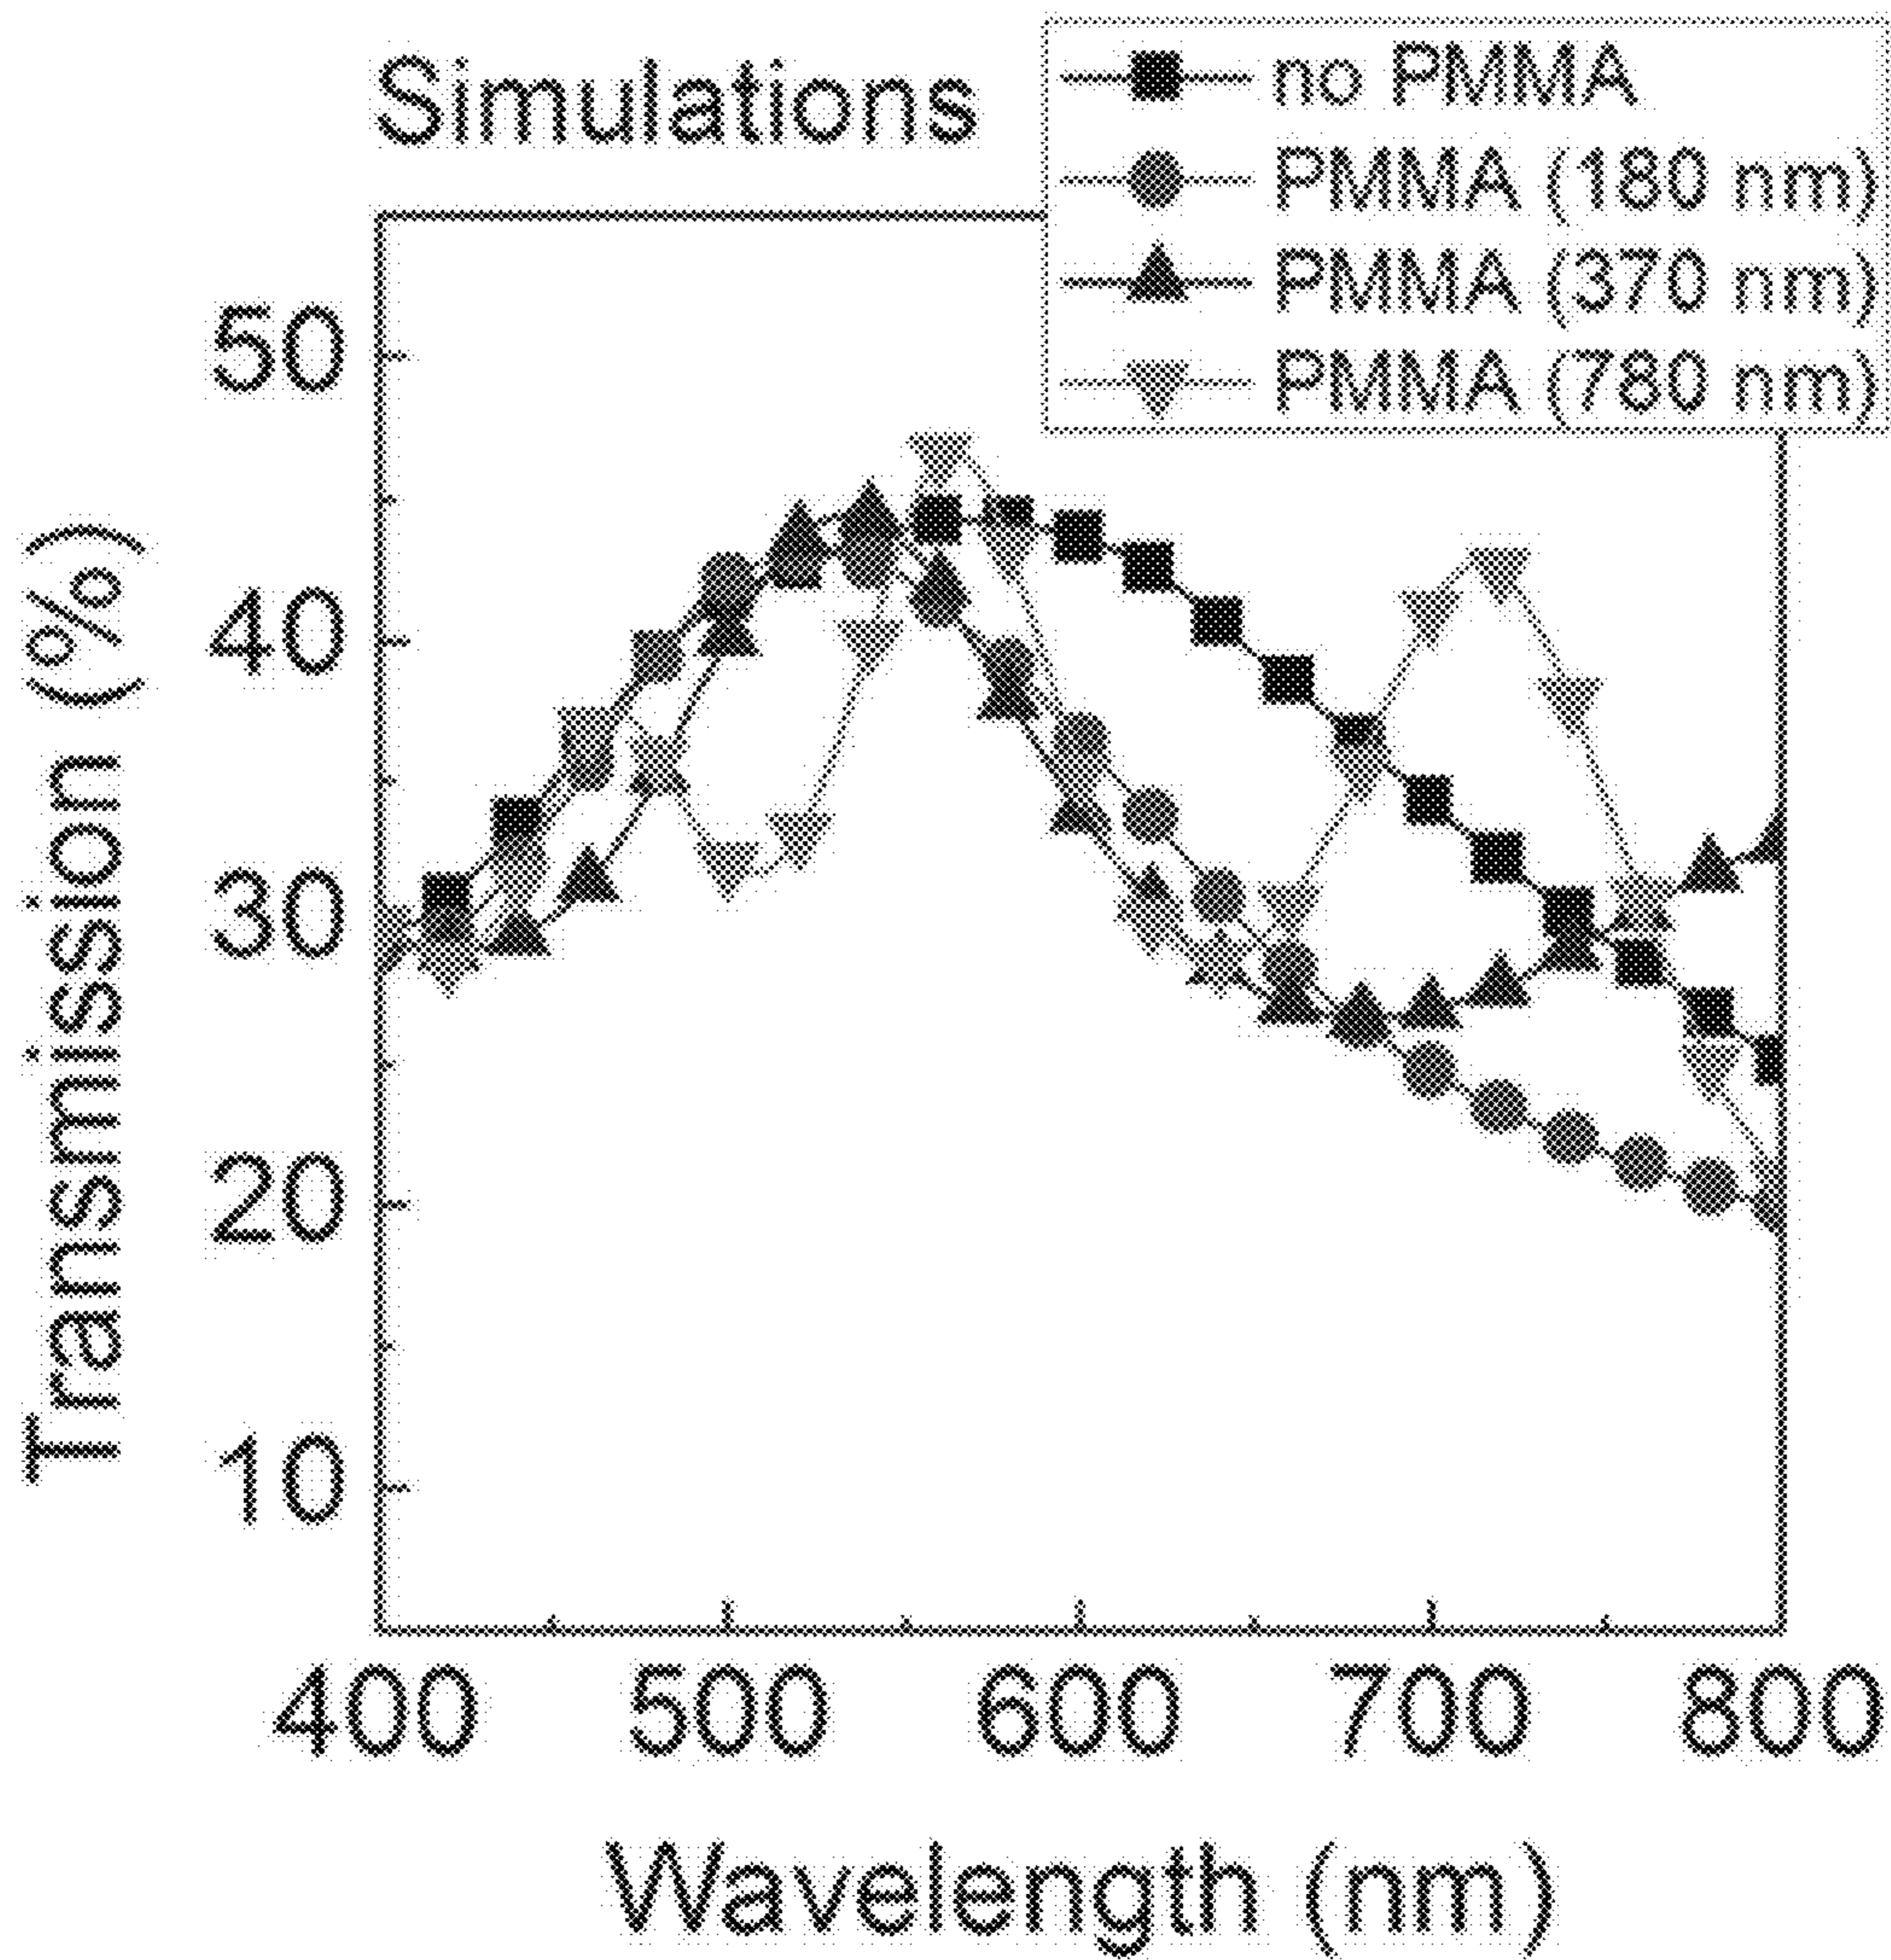 Simulations
no PMMA
PMMA (180 nm)
PMMA (370 nm)
PMMA (780 nm)
Transmission (%)
50
40
30
20
10
400 500 600 700 800
Wavelength (nm)